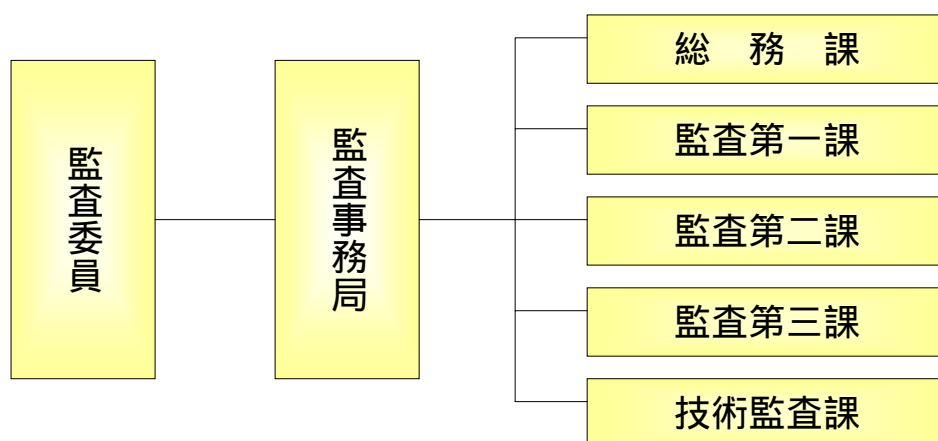 監査委員
監査事務局
総　務　課
監査第一課
監査第二課
監査第三課
技術監査課